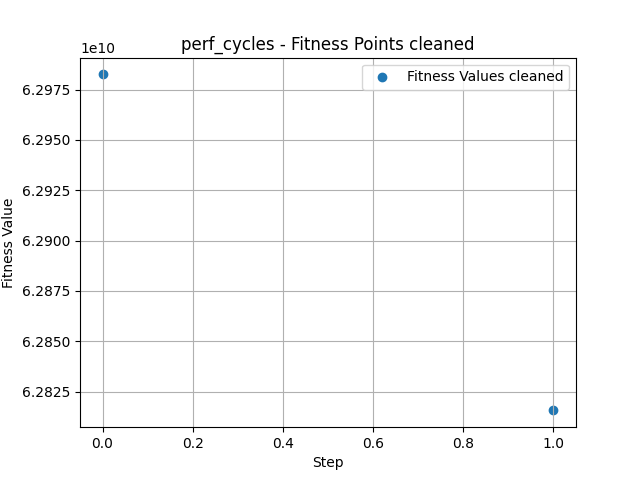 perf_cycles - Fitness Points cleaned
1e10
Fitness Values cleaned
6.2975
6.2950
6.2925
6.2900
6.2875
6.2850
6.2825
Fitness Value
0.0 0.2 0.4 0.6 0.8 1.0
Step